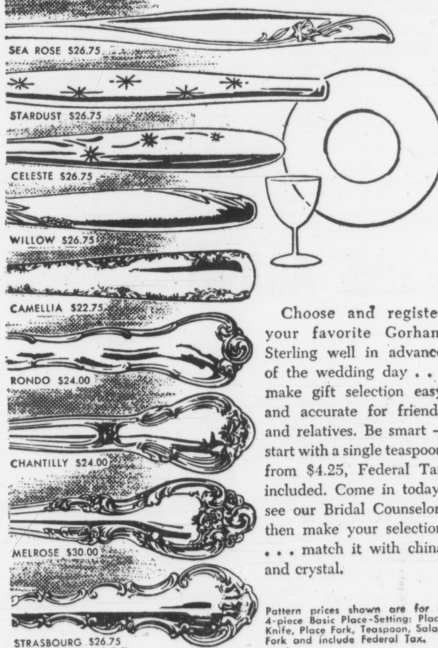 SEA ROSE $26.75
STARDUST $26.75
CELESTE $26.75
WILLOW $26.75
CAMELLIA $22.75
RONDO $24.00
CHANTILLY $24.00
MELROSE $30.00
STRASBOURG $26.75
Choose and registe
your favorite Gorham
Sterling well in advance
of the wedding day . . .
make gift selection easy
and accurate for friend
and relatives. Be smart –
start with a single teaspoon
from $4.25, Federal Tax
included. Come in today
see our Bridal Counselor
then make your selection
. . . match it with china
and crystal.
Pattern prices shown are for
4-piece Basic Place-Setting: Place
Knife, Place Fork, Teaspoon, Sala
Fork and include Federal Tax.